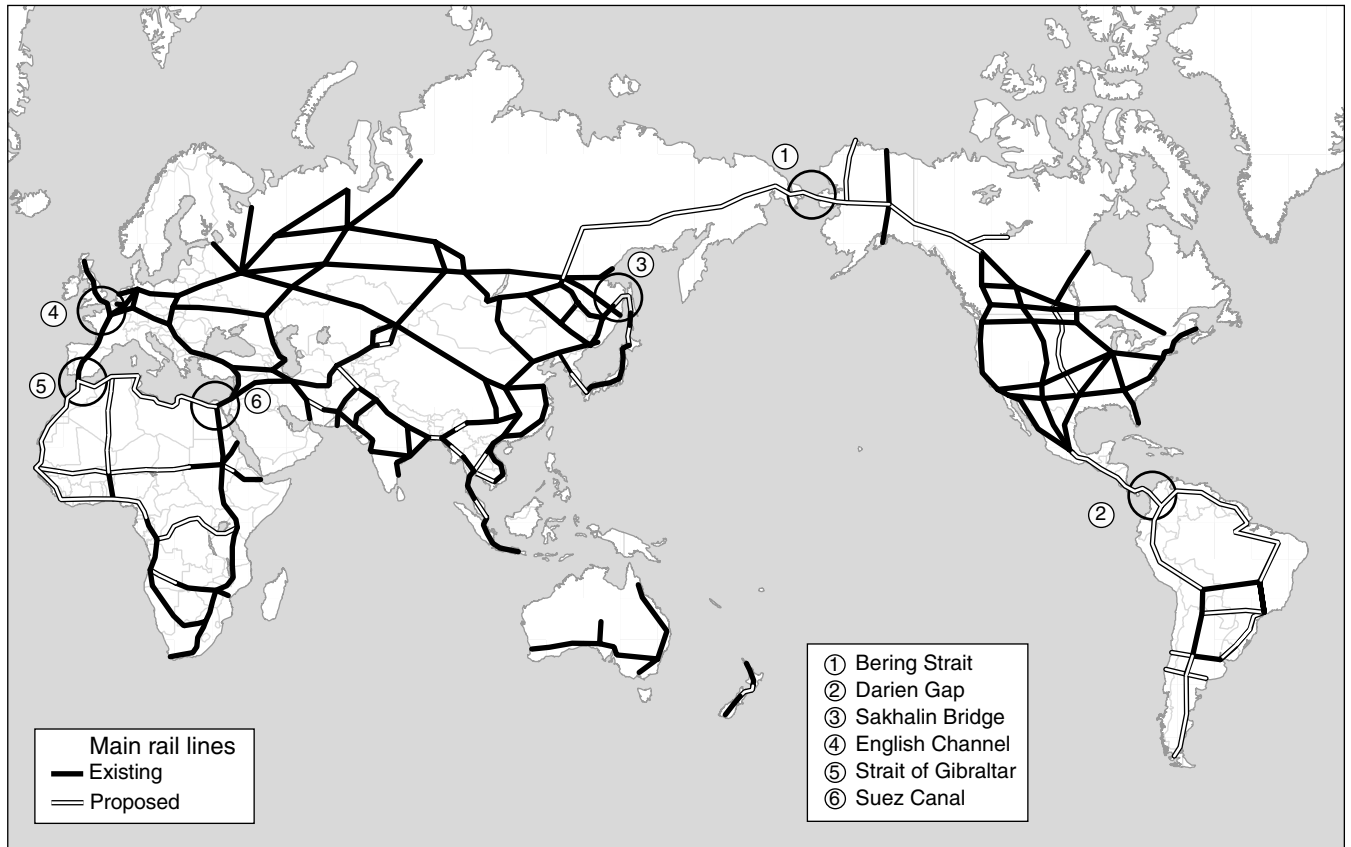 ①
③
④
⑤
⑥
②
① Bering Strait
② Darien Gap
③ Sakhalin Bridge
④ English Channel
⑤ Strait of Gibraltar
⑥ Suez Canal
Main rail lines
Existing
Proposed